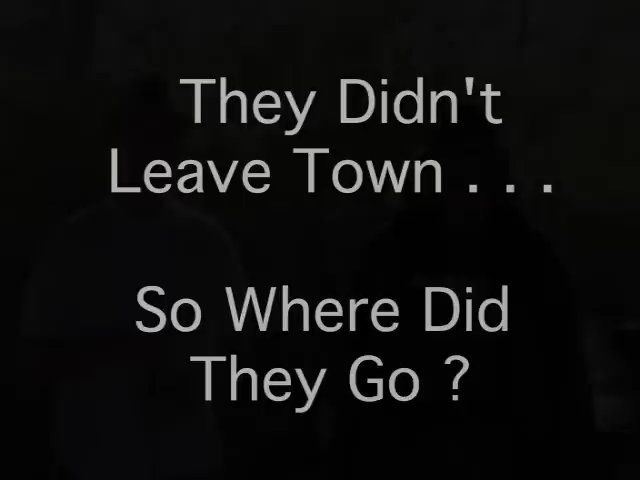 They Didn't
Leave Town . . .
So Where Did
They Go ?